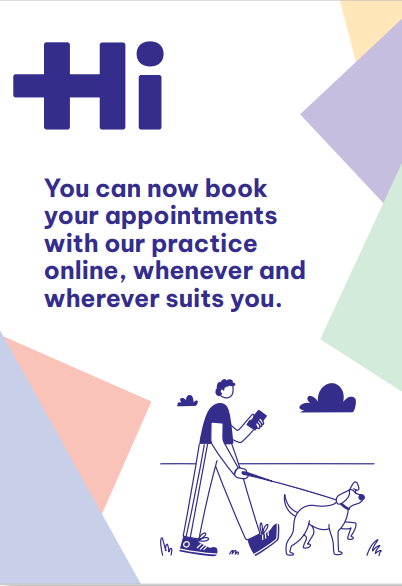 Hi
You can now book
your appointments
with our practice
online, whenever and
wherever suits you.